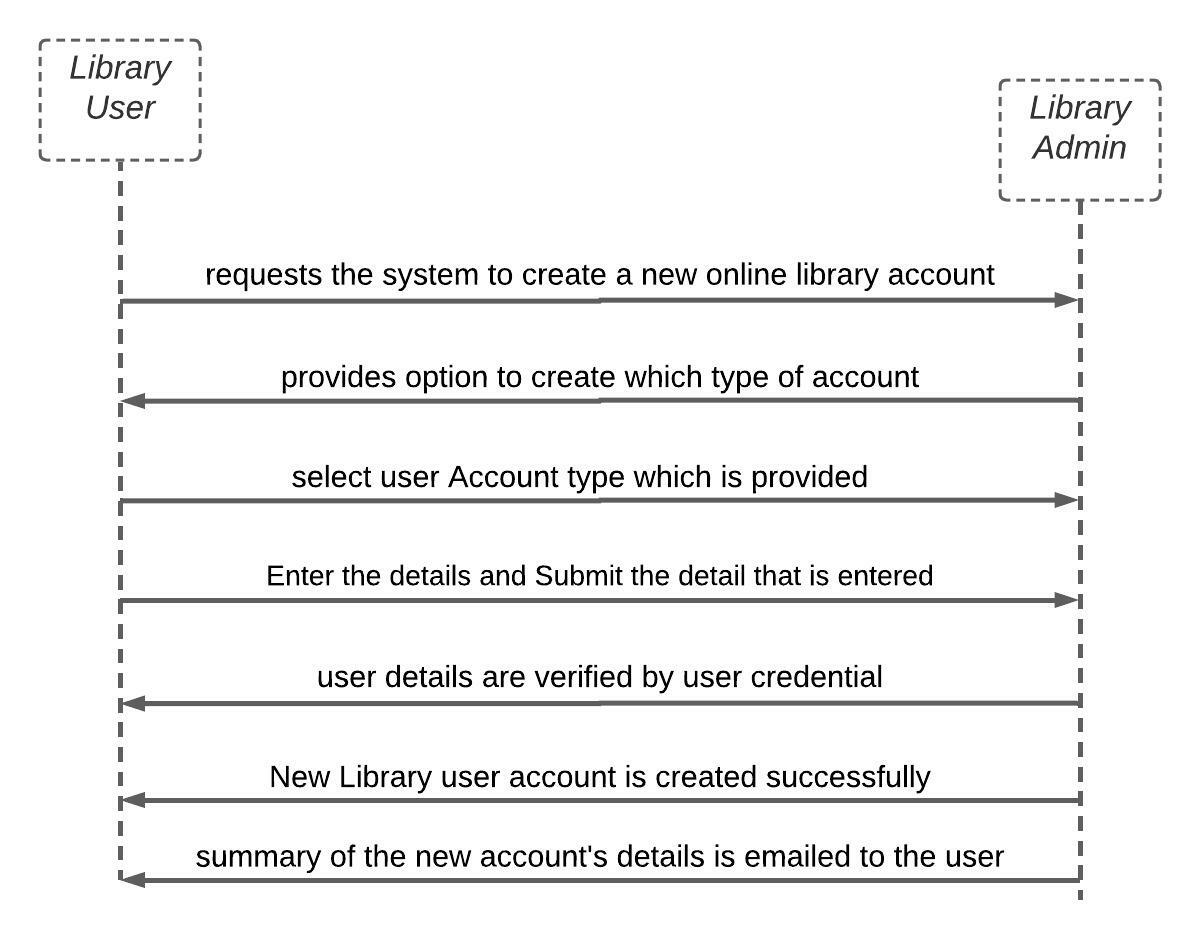 Library
User
Library
Admin
requests the system to create a new online library account
provides option to create which type of account
select user Account type which is provided
Enter the details and Submit the detail that is entered
user details are verified by user credential
New Library user account is created successfully
summary of the new account's details is emailed to the user